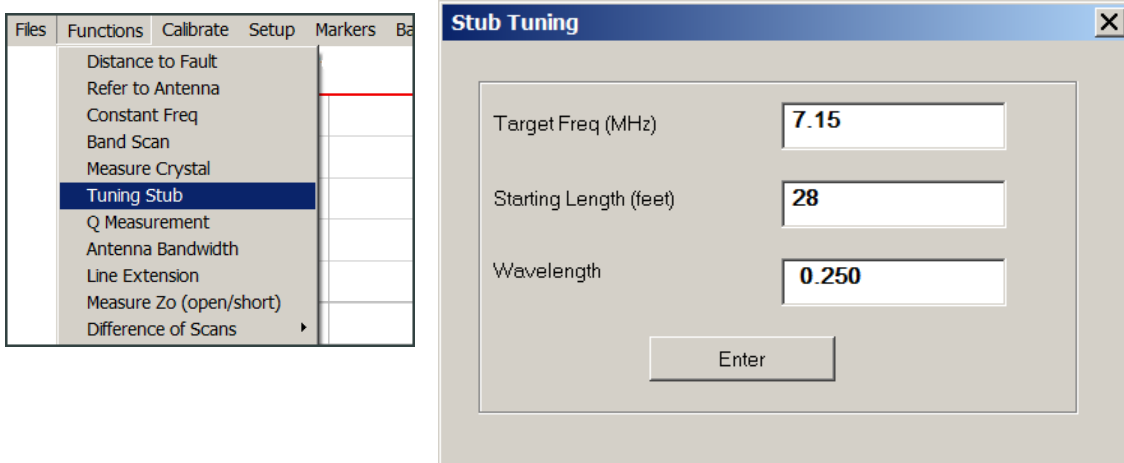 Files Functions Calibrate Setup Markers Ba
Distance to Fault
Refer to Antenna
Constant Freq
Band Scan
Measure Crystal
Tuning Stub
Q Measurement
Antenna Bandwidth
Line Extension
Measure Zo (open/short)
Difference of Scans
Stub Tuning
Target Freq (MHz) 7.15
Starting Length (feet) 28
Wavelength 0.250
Enter